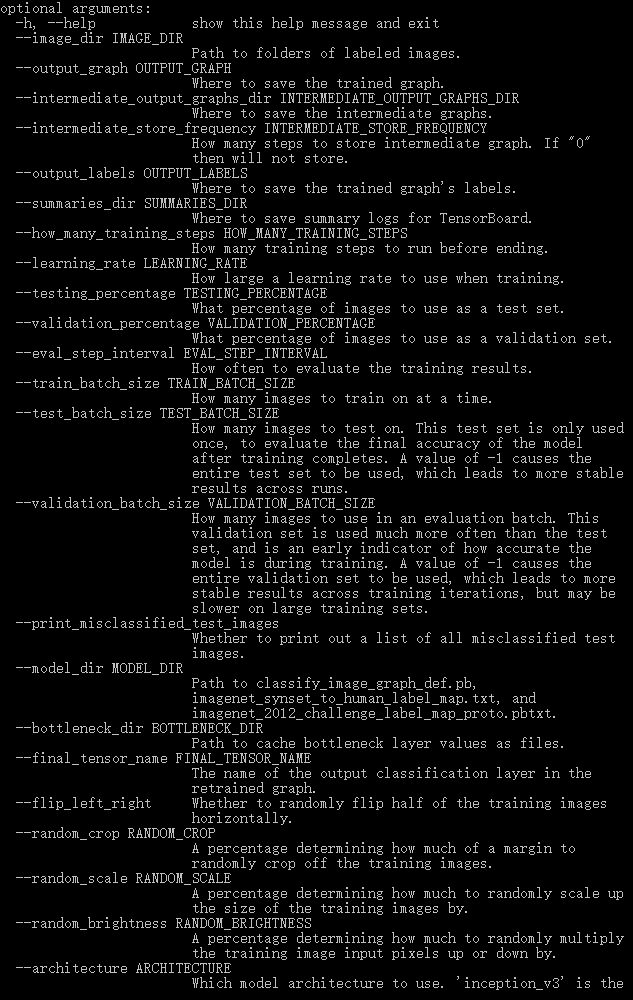 optional arguments:
-h, --help show this help message and exit
--image_dir IMAGE_DIR
Path to folders of labeled images.
--output_graph OUTPUT_GRAPH
Where to save the trained graph.
--intermediate_output_graphs_dir INTERMEDIATE_OUTPUT_GRAPHS_DIR
Where to save the intermediate graphs.
--intermediate_store_frequency INTERMEDIATE_STORE_FREQUENCY
How many steps to store intermediate graph. If "0"
then will not store.
--output_labels OUTPUT_LABELS
Where to save the trained graph's labels.
--summaries_dir SUMMARIES_DIR
Where to save summary logs for TensorBoard.
--how_many_training_steps HOW_MANY_TRAINING_STEPS
How many training steps to run before ending.
--learning_rate LEARNING_RATE
How large a learning rate to use when training.
--testing_percentage TESTING_PERCENTAGE
What percentage of images to use as a test set.
--validation_percentage VALIDATION_PERCENTAGE
What percentage of images to use as a validation set.
--eval_step_interval EVAL_STEP_INTERVAL
How often to evaluate the training results.
--train_batch_size TRAIN_BATCH_SIZE
How many images to train on at a time.
--test_batch_size TEST_BATCH_SIZE
How many images to test on. This test set is only used
once, to evaluate the final accuracy of the model
after training completes. A value of -1 causes the
entire test set to be used, which leads to more stable
results across runs.
--validation_batch_size VALIDATION_BATCH_SIZE
How many images to use in an evaluation batch. This
validation set is used much more often than the test
set, and is an early indicator of how accurate the
model is during training. A value of -1 causes the
entire validation set to be used, which leads to more
stable results across training iterations, but may be
slower on large training sets.
--print_misclassified_test_images
Whether to print out a list of all misclassified test
images.
--model_dir MODEL_DIR
Path to classify_image_graph_def.pb,
imagenet_synset_to_human_label_map.txt, and
imagenet_2012_challenge_label_map_proto.pbtxt.
--bottleneck_dir BOTTLENECK_DIR
Path to cache bottleneck layer values as files.
--final_tensor_name FINAL_TENSOR_NAME
The name of the output classification layer in the
retrained graph.
--flip_left_right Whether to randomly flip half of the training images
horizontally.
--random_crop RANDOM_CROP
A percentage determining how much of a margin to
randomly crop off the training images.
--random_scale RANDOM_SCALE
A percentage determining how much to randomly scale up
the size of the training images by.
--random_brightness RANDOM_BRIGHTNESS
A percentage determining how much to randomly multiply
the training image input pixels up or down by.
--architecture ARCHITECTURE
Which model architecture to use. 'inception_v3' is the